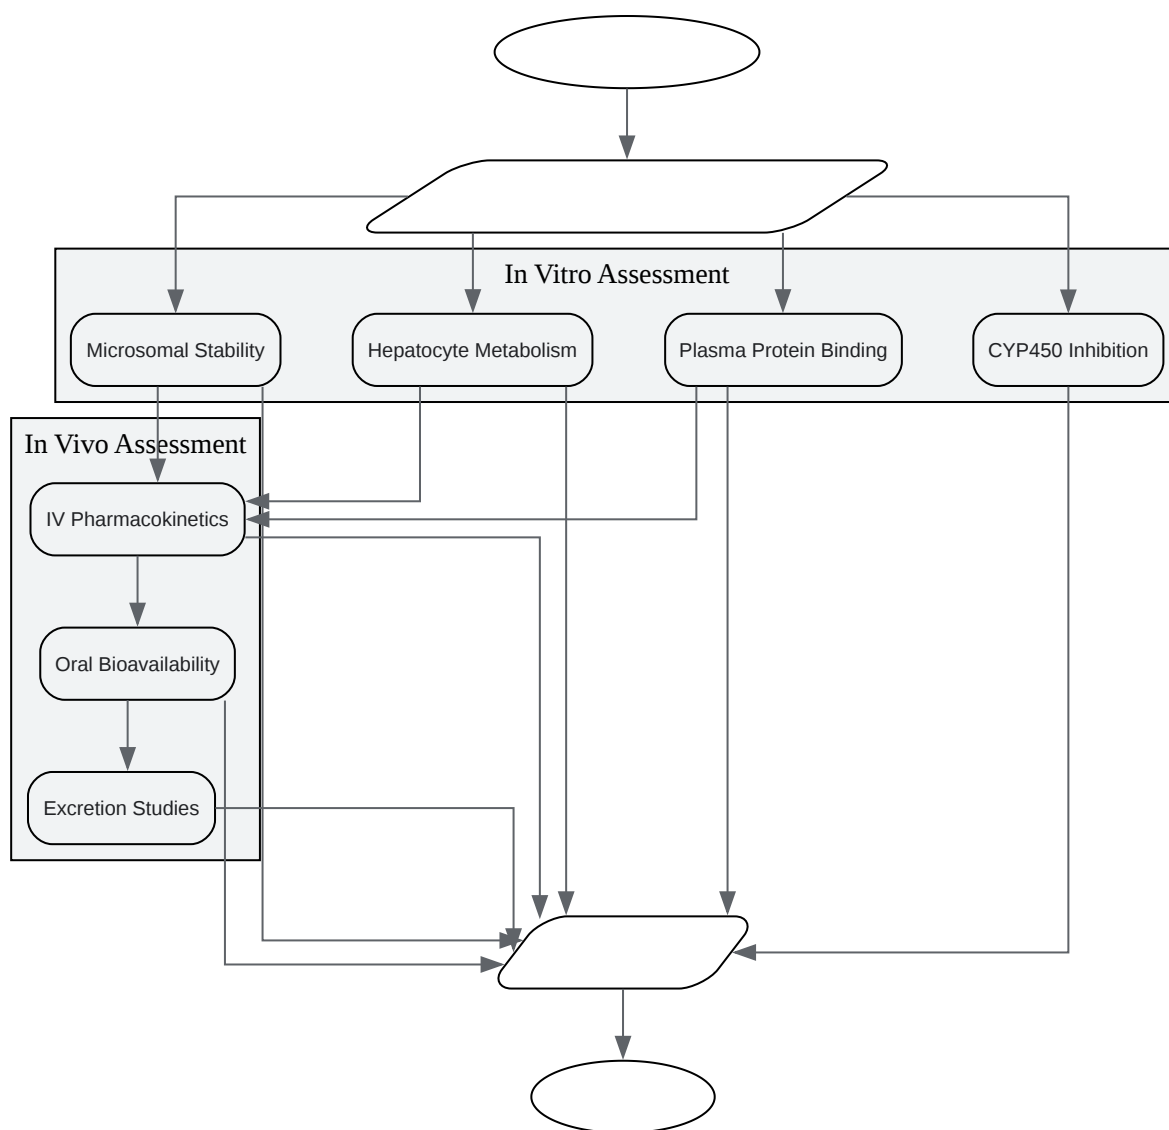 In Vitro Assessment
Microsomal Stability
Hepatocyte Metabolism
Plasma Protein Binding
CYP450 Inhibition
In Vivo Assessment
IV Pharmacokinetics
Oral Bioavailability
Excretion Studies